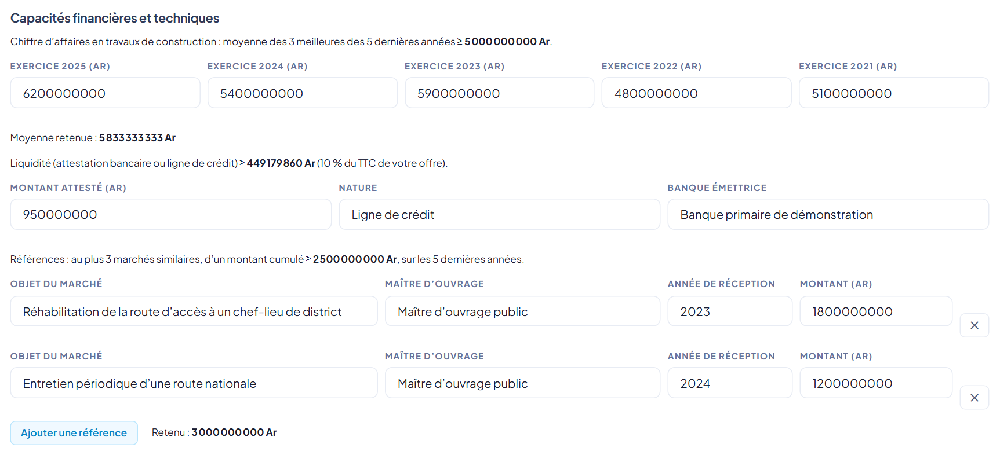 Capacités financières et techniques
Chiffre d’affaires en travaux de construction : moyenne des 3 meilleures des 5 dernières années ≥ 5 000 000 000 Ar.
EXERCICE 2025 (AR) EXERCICE 2024 (AR) EXERCICE 2023 (AR) EXERCICE 2022 (AR) EXERCICE 2021 (AR)
6200000000 5400000000 5900000000 4800000000 5100000000
Moyenne retenue : 5 833 333 333 Ar
Liquidité (attestation bancaire ou ligne de crédit) ≥ 449 179 860 Ar (10 % du TTC de votre offre).
MONTANT ATTESTÉ (AR) NATURE BANQUE ÉMETTRICE
950000000 Ligne de crédit Banque primaire de démonstration
Références : au plus 3 marchés similaires, d’un montant cumulé ≥ 2 500 000 000 Ar, sur les 5 dernières années.
OBJET DU MARCHÉ MAÎTRE D’OUVRAGE ANNÉE DE RÉCEPTION MONTANT (AR)
Réhabilitation de la route d’accès à un chef-lieu de district Maître d’ouvrage public 2023 1800000000
OBJET DU MARCHÉ MAÎTRE D’OUVRAGE ANNÉE DE RÉCEPTION MONTANT (AR)
Entretien périodique d’une route nationale Maître d’ouvrage public 2024 1200000000
Ajouter une référence Retenu : 3 000 000 000 Ar